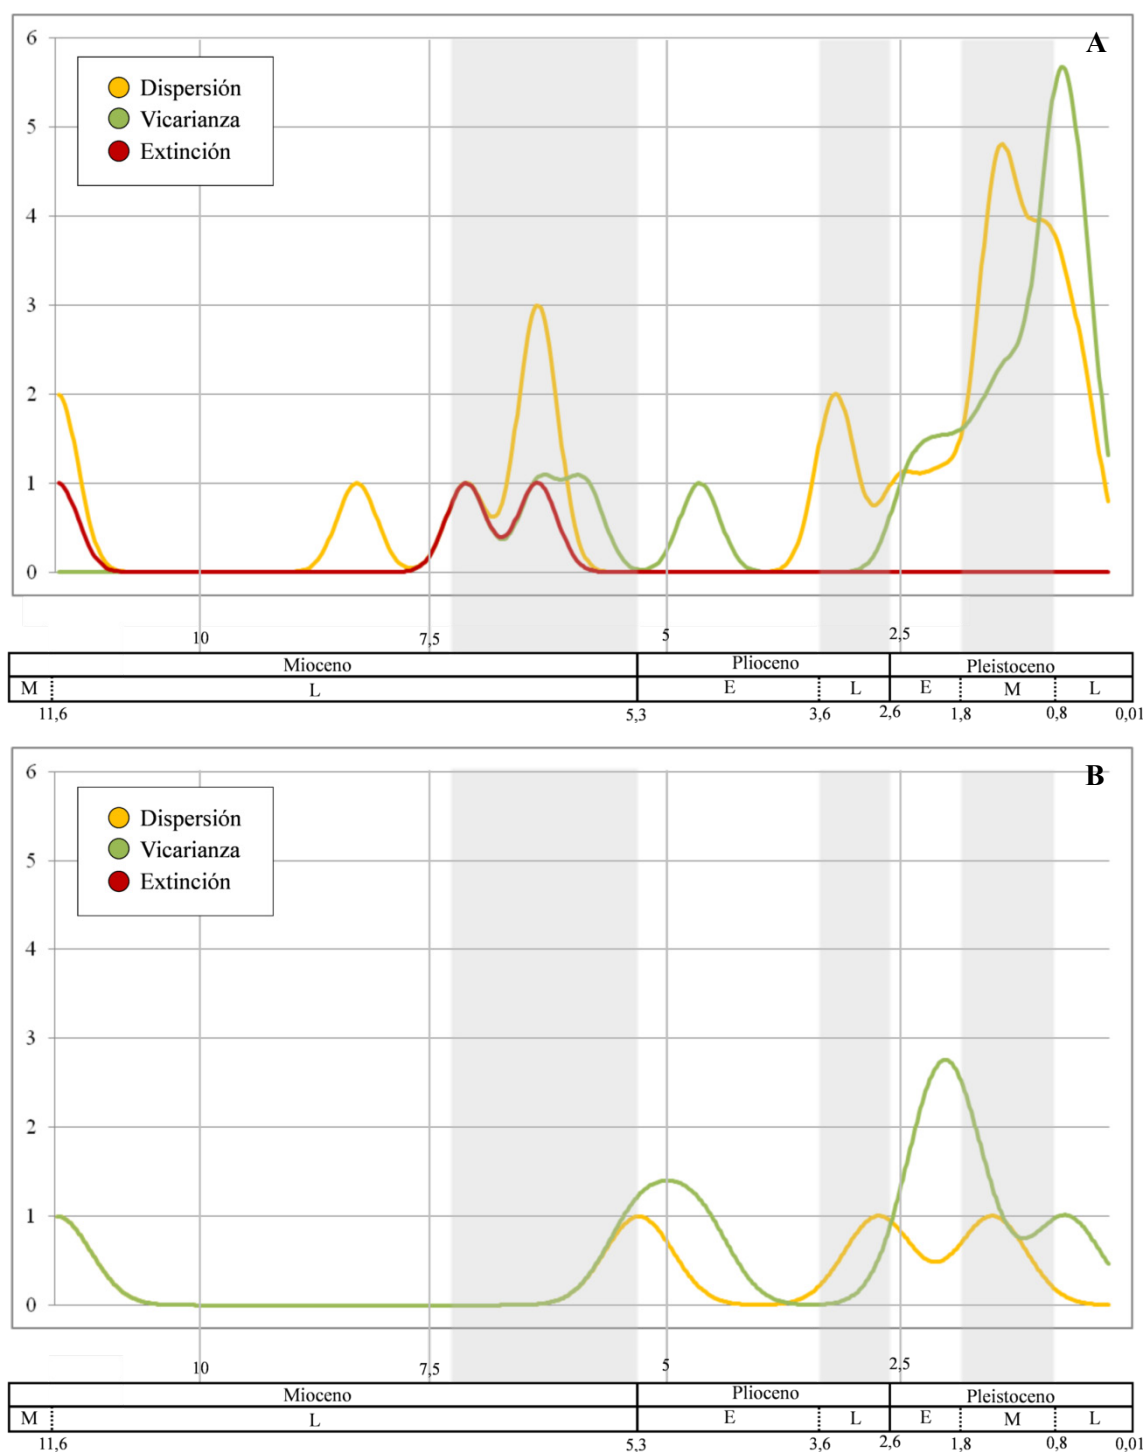 A
6
5
4
3
2
1
0
Dispersión
Vicarianza
Extinción
10 7,5 5 2,5
Mioceno Plioceno Pleistoceno
M L E L E M L
11,6 5,3 3,6 2,6 1,8 0,8 0,01
B
6
5
4
3
2
1
0
Dispersión
Vicarianza
Extinción
10 7,5 5 2,5
Mioceno Plioceno Pleistoceno
M L E L E M L
11,6 5,3 3,6 2,6 1,8 0,8 0,01